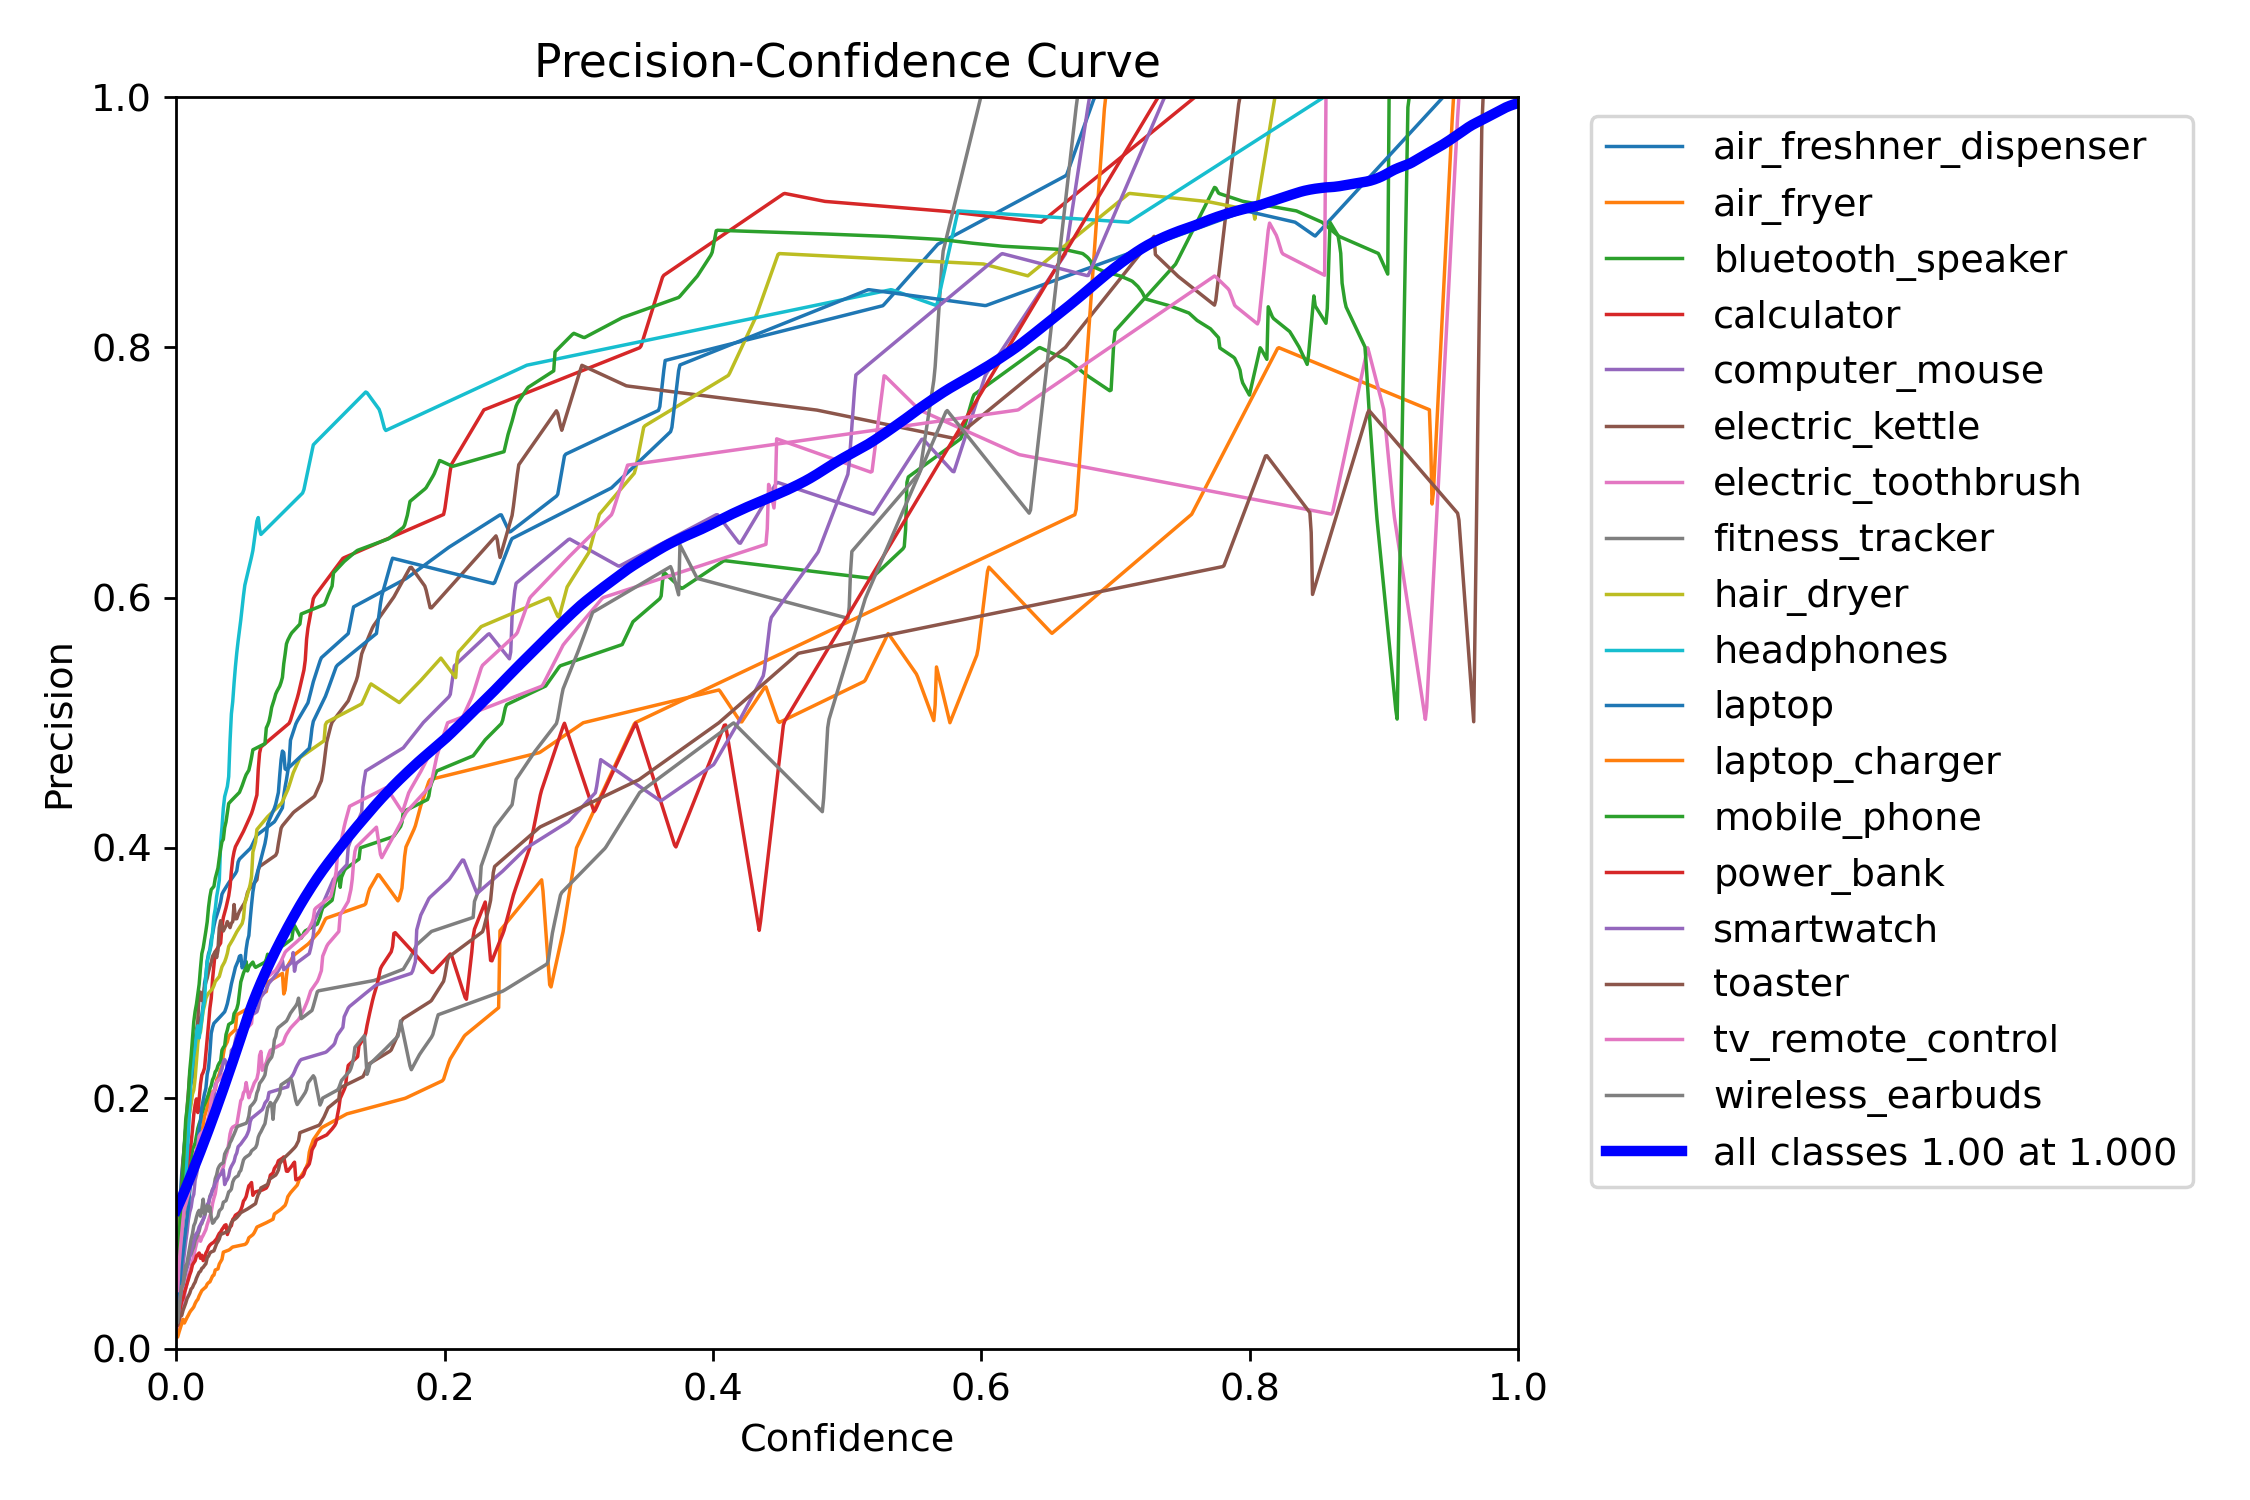 Precision-Confidence Curve
1.0
0.8
0.6
0.4
0.2
0.0
Precision
0.0 0.2 0.4 0.6 0.8 1.0
Confidence
air_freshner_dispenser
air_fryer
bluetooth_speaker
calculator
computer_mouse
electric_kettle
electric_toothbrush
fitness_tracker
hair_dryer
headphones
laptop
laptop_charger
mobile_phone
power_bank
smartwatch
toaster
tv_remote_control
wireless_earbuds
all classes 1.00 at 1.000